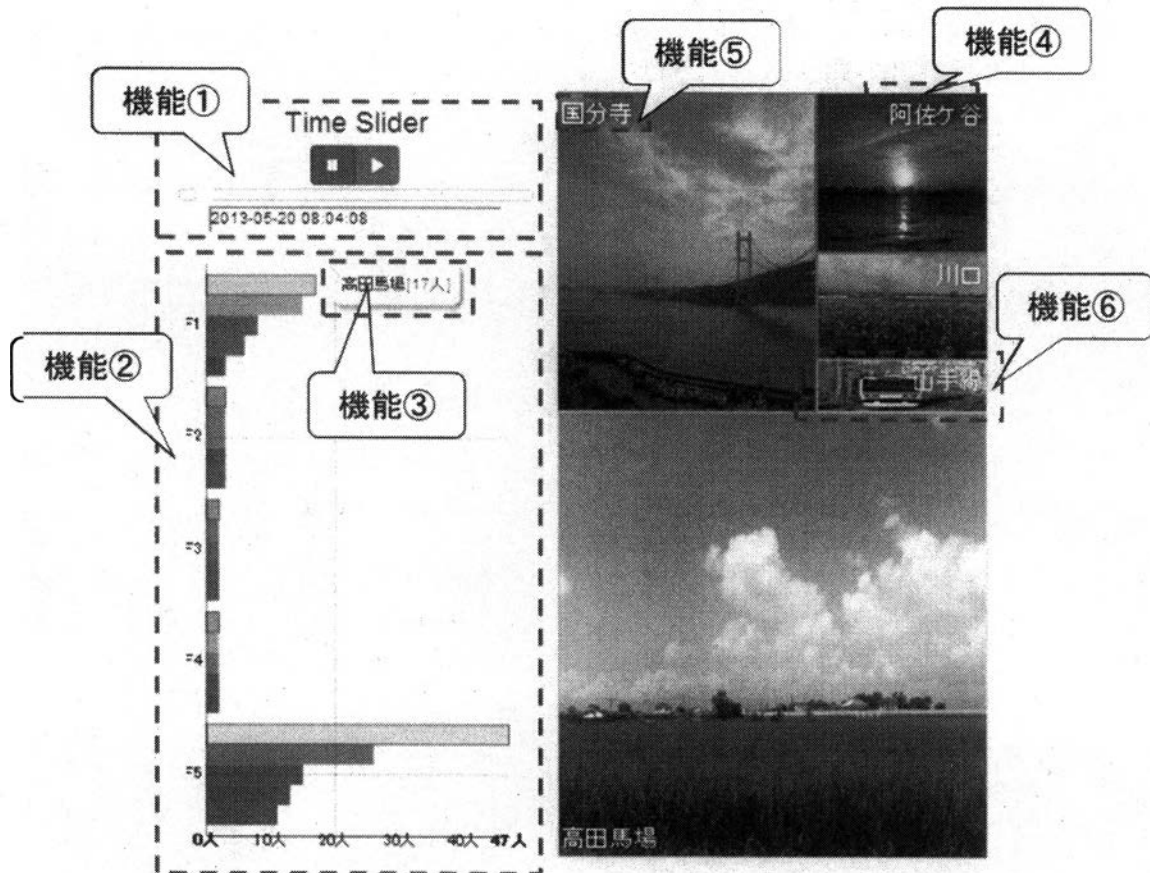 機能①
Time Slider
2013-05-20 08:04:08
高田馬場[17人]
機能②
機能③
F1
F2
F3
F4
F5
0人
10人
20人
30人
40人
47人
機能⑤
機能④
国分寺
阿佐ケ谷
川口
機能⑥
山手線
高田馬場